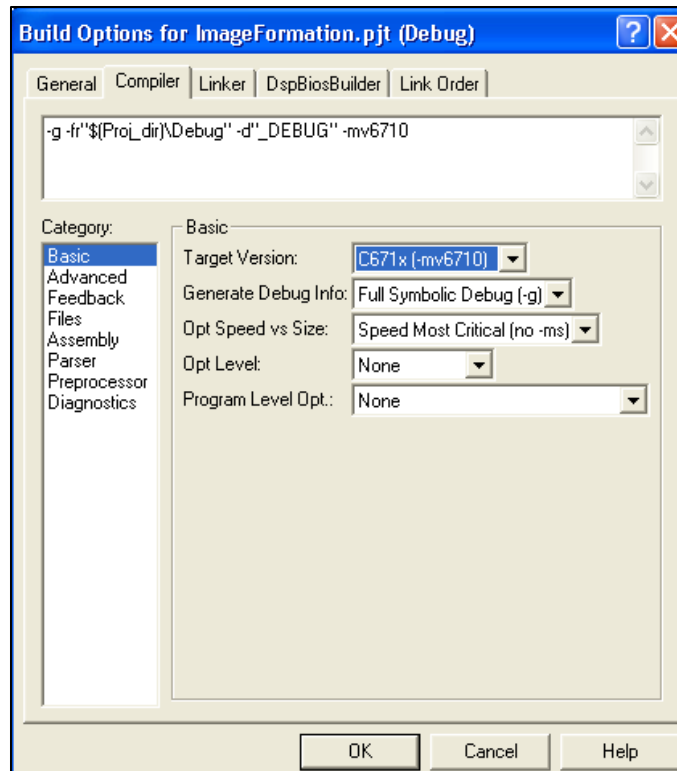 Build Options for ImageFormation.pjt (Debug)
General Compiler Linker DspBiosBuilder Link Order
-g -fr"$(Proj_dir)\Debug" -d"_DEBUG" -mv6710
Category:
Basic
Advanced
Feedback
Files
Assembly
Parser
Preprocessor
Diagnostics
Basic
Target Version: C671x (-mv6710)
Generate Debug Info: Full Symbolic Debug (-g)
Opt Speed vs Size: Speed Most Critical (no -ms)
Opt Level: None
Program Level Opt.: None
OK Cancel Help